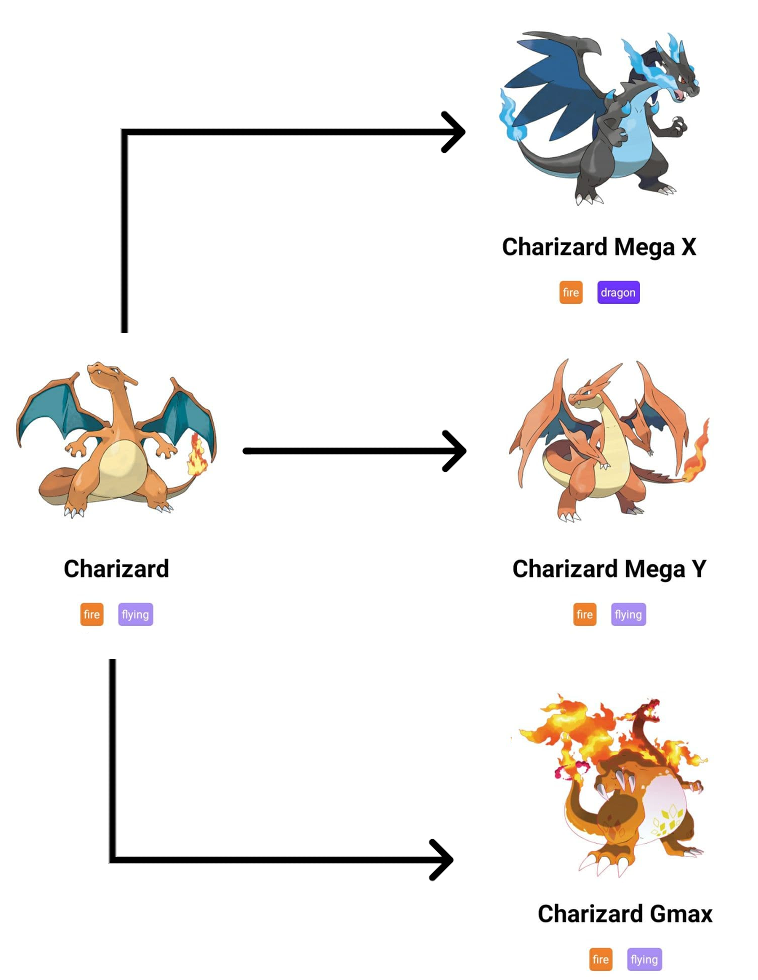 Charizard Mega X
fire dragon
Charizard
fire flying
Charizard Mega Y
fire flying
Charizard Gmax
fire flying